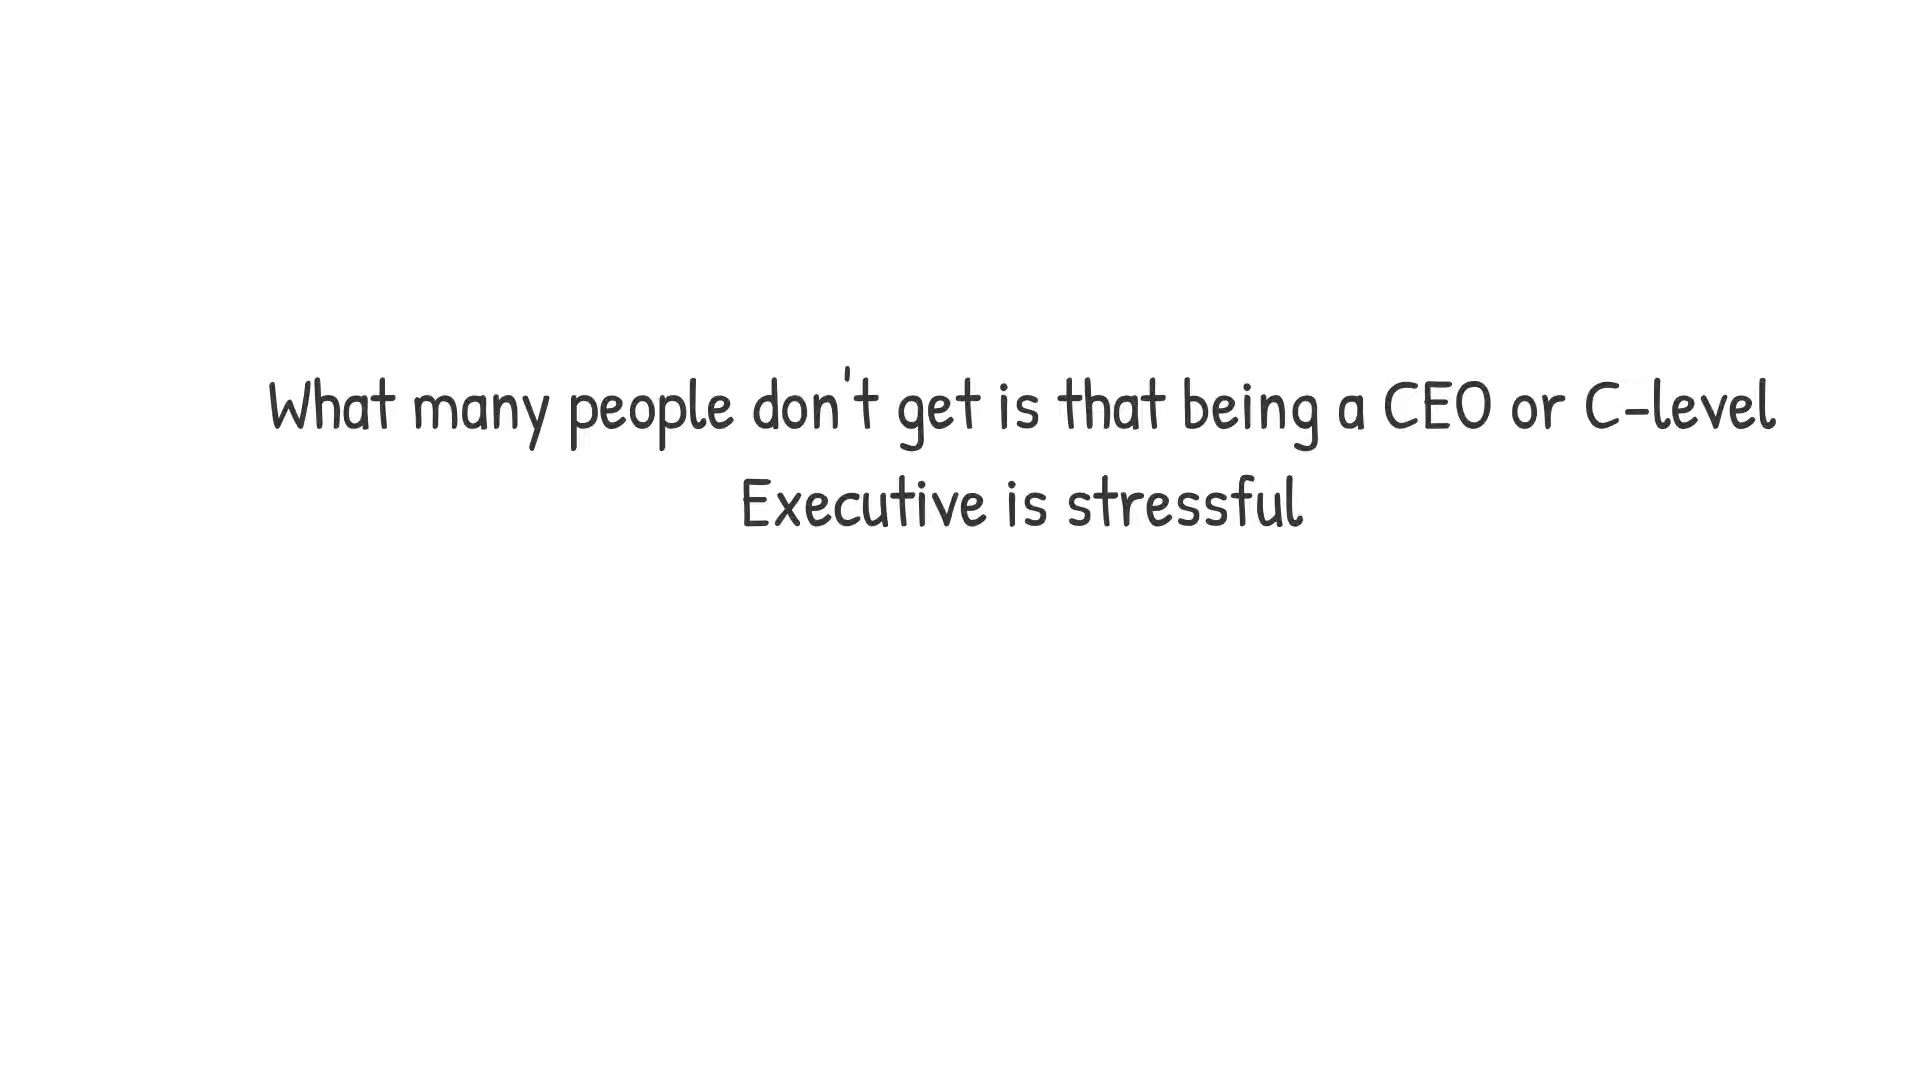 What many people don't get is that being a CEO or C-level
Executive is stressful